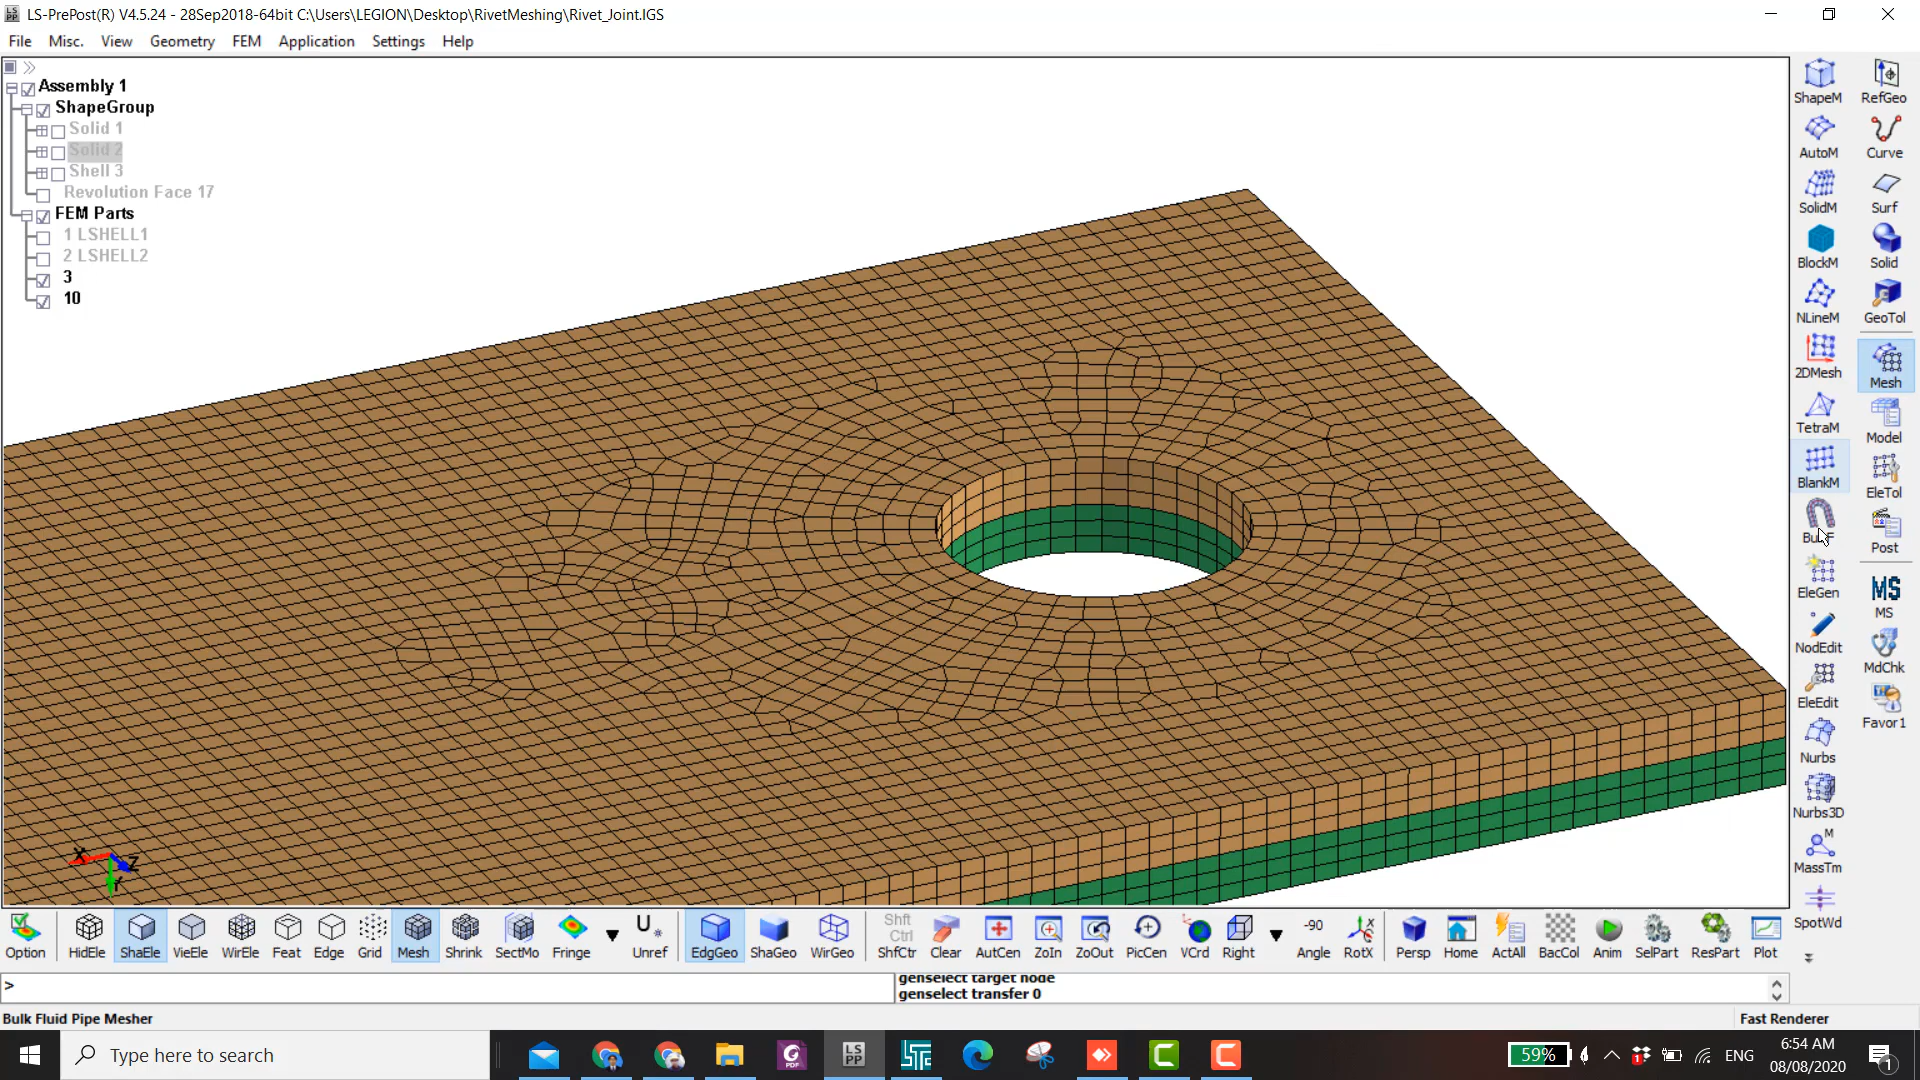 LS-PrePost(R) V4.5.24 - 28Sep2018-64bit C:\Users\LEGION\Desktop\RivetMeshing\Rivet_Joint.IGS
File Misc. View Geometry FEM Application Settings Help
Assembly 1
ShapeGroup
Solid 1
Solid 2
Shell 3
Revolution Face 17
FEM Parts
1 LSHELL1
2 LSHELL2
3
10
X
Z
Y
ShapeM RefGeo
AutoM Curve
SolidM Surf
BlockM Solid
NLineM GeoTol
2DMesh Mesh
TetraM Model
BlankM EleTol
Post
EleGen MS
MS
NodEdit MdChk
EleEdit Favor1
Nurbs
Nurbs3D
M
MassTm
SpotWd
Option HidEle ShaEle VieEle WirEle Feat Edge Grid Mesh Shrink SectMo Fringe U Unref EdgGeo ShaGeo WirGeo Shft Ctrl ShfCtr Clear AutCen ZoIn ZoOut PicCen VCrd Right -90 Angle RotX Persp Home ActAll BacCol Anim SelPart ResPart Plot
>
genselect target node
genselect transfer 0
Bulk Fluid Pipe Mesher
Fast Renderer
Type here to search
PDF
LS PP
59%
1
ENG
6:54 AM
08/08/2020
1